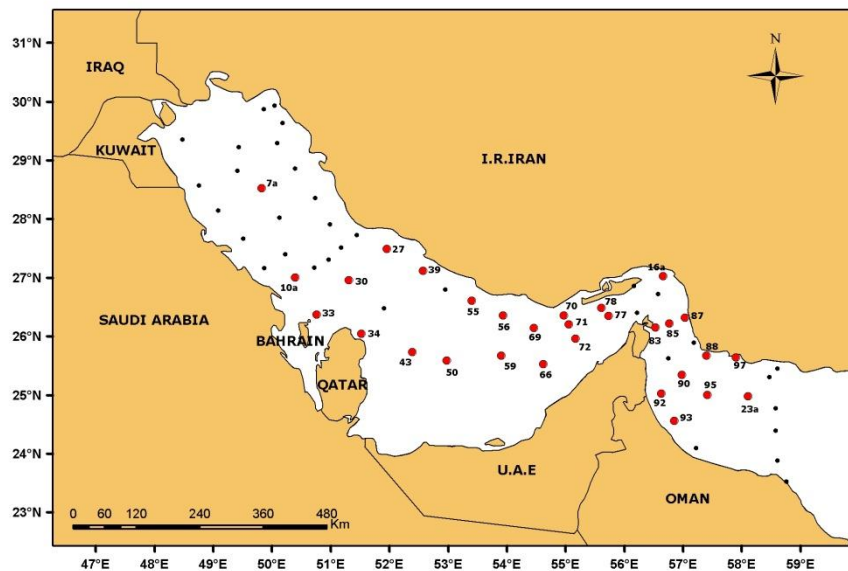 31°N
N
IRAQ
30°N
KUWAIT
29°N
I.R.IRAN
7a
28°N
27
27°N
39
16a
10a
30
70
78
55
71
77
87
SAUDI ARABIA
33
56
69
83
85
26°N
34
BAHRAIN
72
88
43
50
59
66
97
QATAR
90
95
25°N
92
23a
93
24°N
U.A.E
OMAN
23°N
0 60 120 240 360 480
Km
47°E 48°E 49°E 50°E 51°E 52°E 53°E 54°E 55°E 56°E 57°E 58°E 59°E